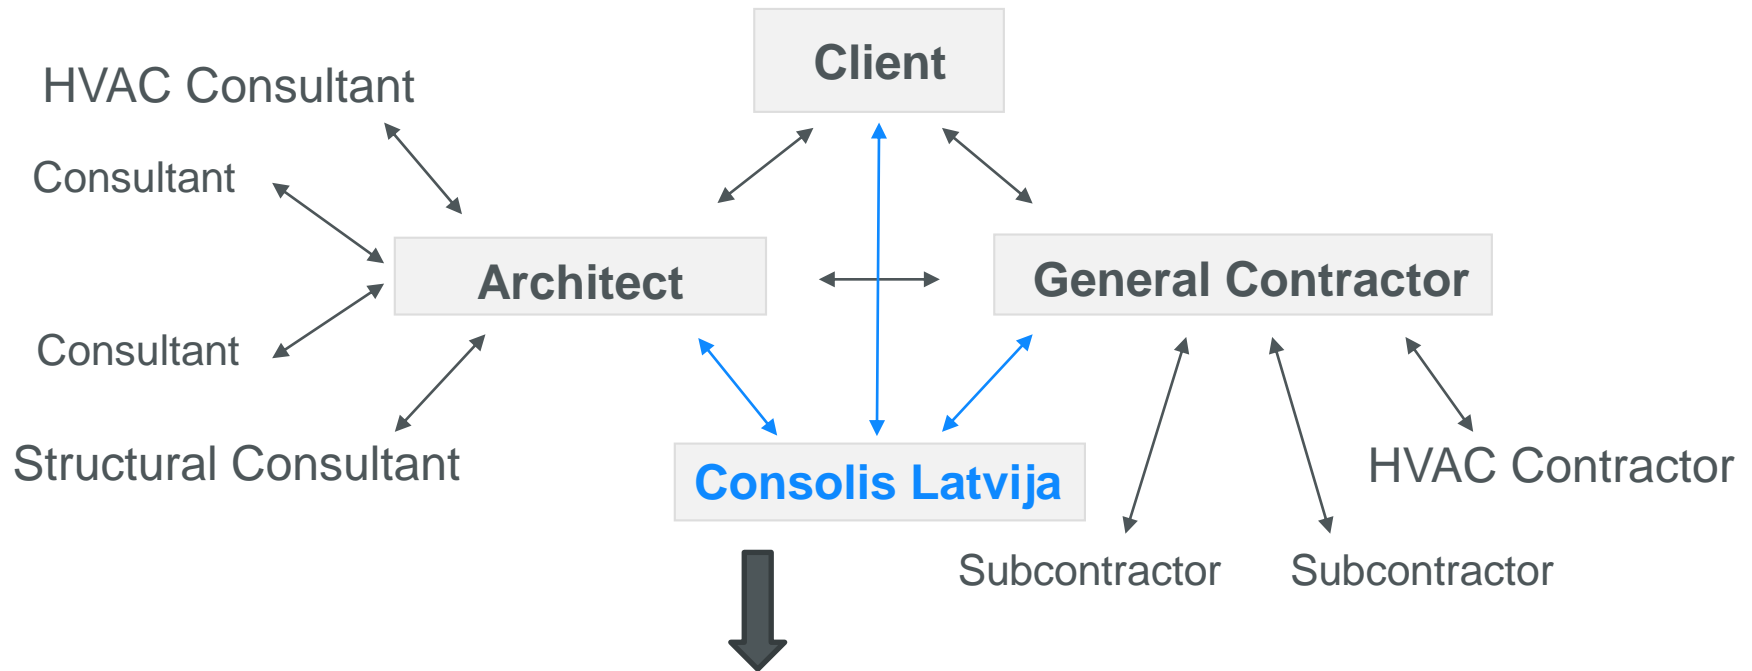 Client
HVAC Consultant
Consultant
Architect
General Contractor
Consultant
Structural Consultant
Consolis Latvija
HVAC Contractor
Subcontractor
Subcontractor